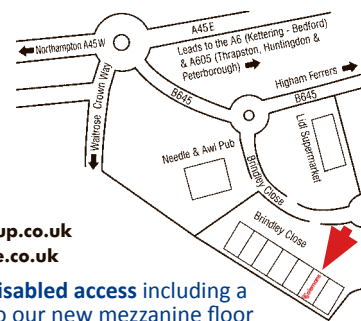 A45E
Northampton A45W
Leads to the A6 (Kettering - Bedford)
& A605 (Thrapston, Huntingdon &
Peterborough)
Higham Ferrers
B645
B645
Waitrose Crown Way
Needle & Awl Pub
Lidl Supermarket
Brindley Close
Brindley Close
up.co.uk
e.co.uk
isabled access including a
o our new mezzanine floor